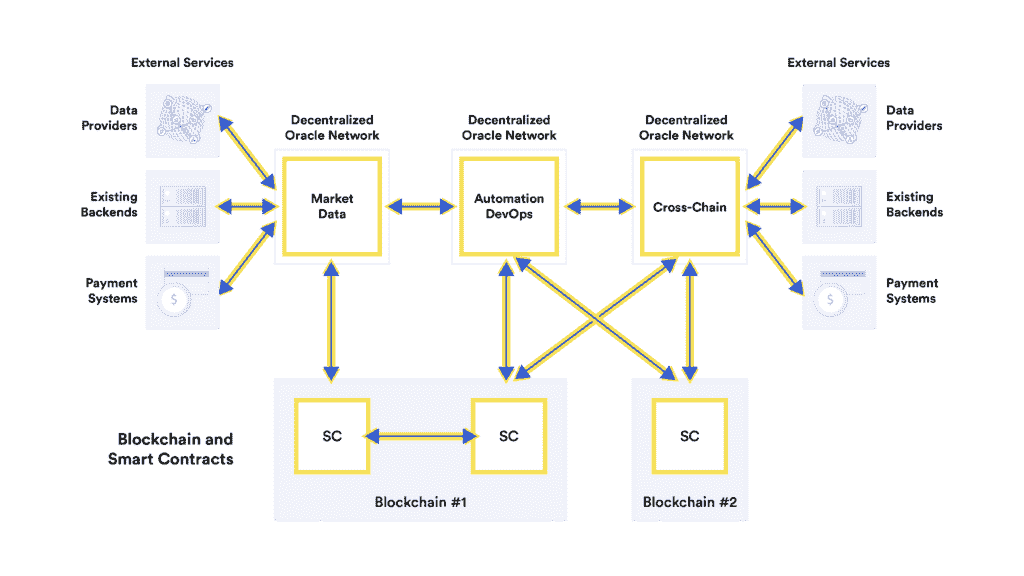 External Services
External Services
Data
Providers
Decentralized
Oracle Network
Decentralized
Oracle Network
Decentralized
Oracle Network
Data
Providers
Existing
Backends
Market
Data
Automation
DevOps
Cross-Chain
Existing
Backends
Payment
Systems
$
$
Payment
Systems
Blockchain and
Smart Contracts
SC
SC
SC
Blockchain #1
Blockchain #2